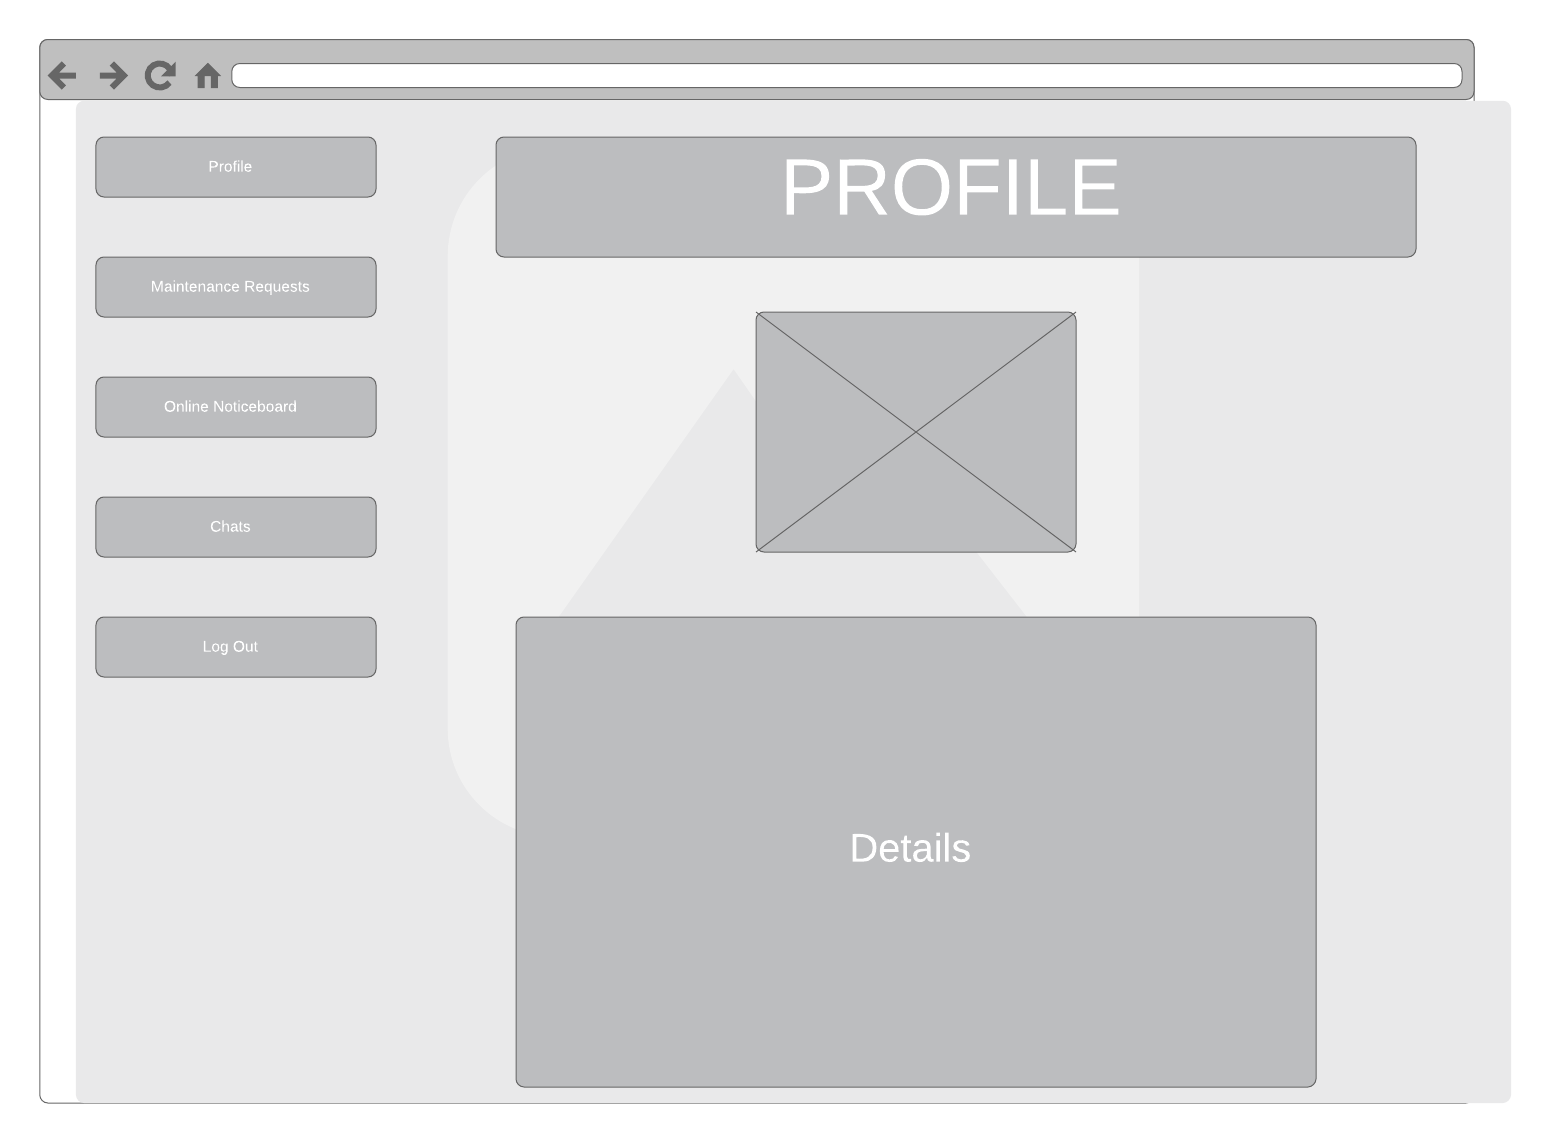 Profile
PROFILE
Maintenance Requests
Online Noticeboard
Chats
Log Out
Details